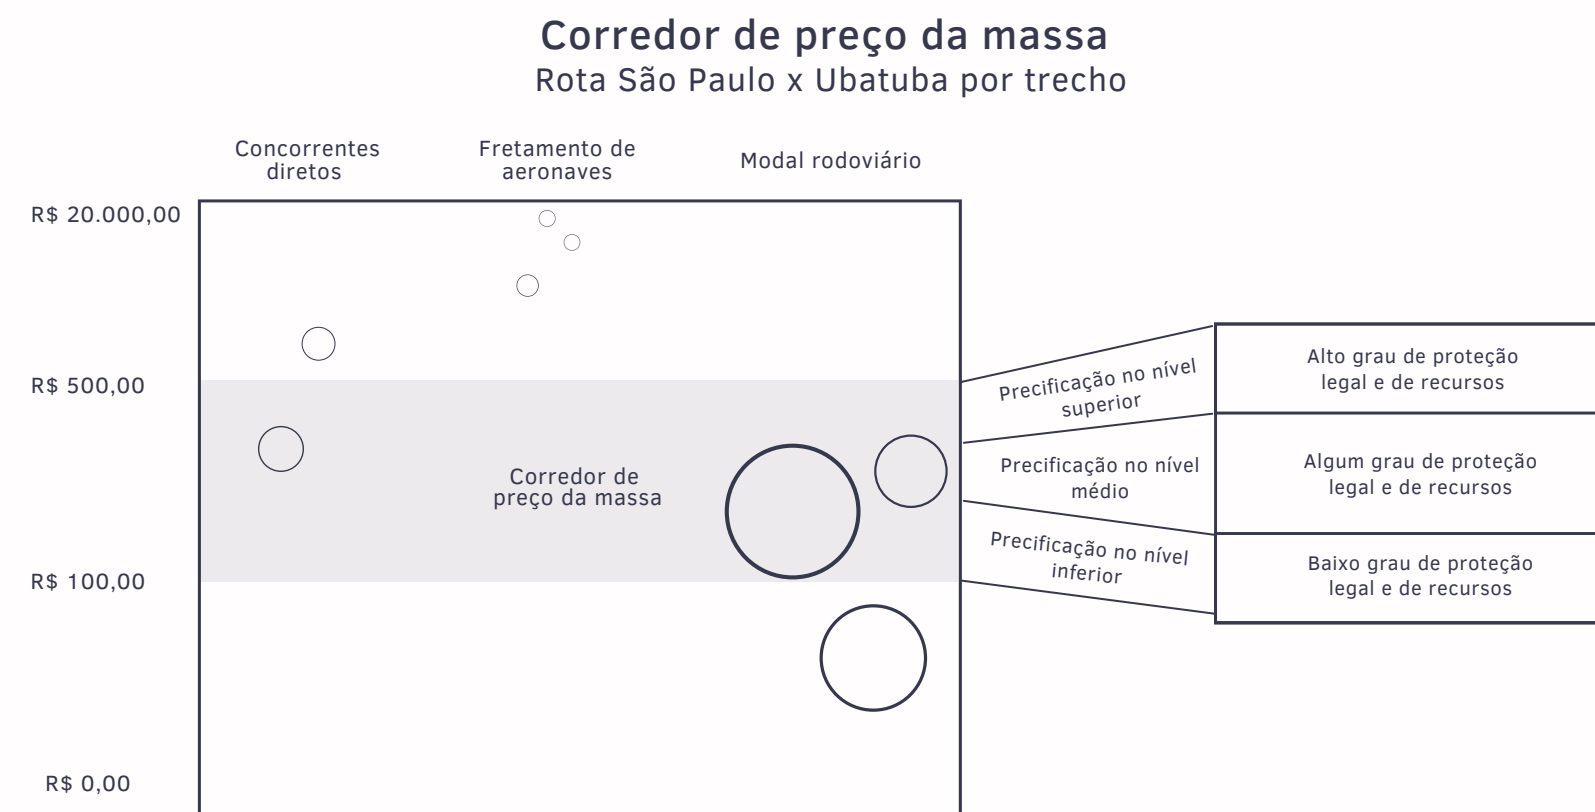 Corredor de preço da massa
Rota São Paulo x Ubatuba por trecho
Concorrentes
diretos
Fretamento de
aeronaves
Modal rodoviário
R$ 20.000,00
R$ 500,00
R$ 100,00
R$ 0,00
Corredor de
preço da massa
Precificação no nível
superior
Precificação no nível
médio
Precificação no nível
inferior
Alto grau de proteção
legal e de recursos
Algum grau de proteção
legal e de recursos
Baixo grau de proteção
legal e de recursos